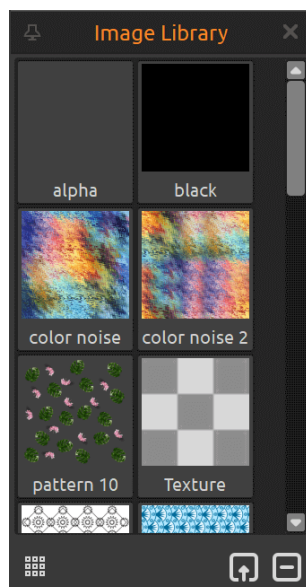 Image Library
alpha
black
color noise
color noise 2
pattern 10
Texture